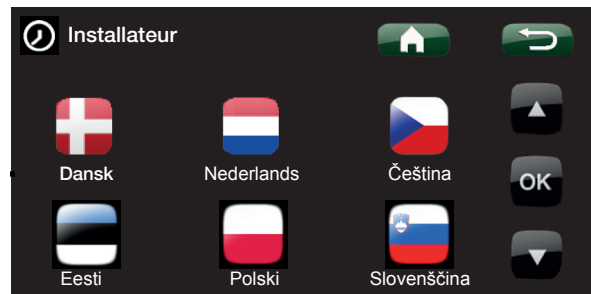 Installateur
Dansk Nederlands Čeština
OK
Eesti Polski Slovenščina